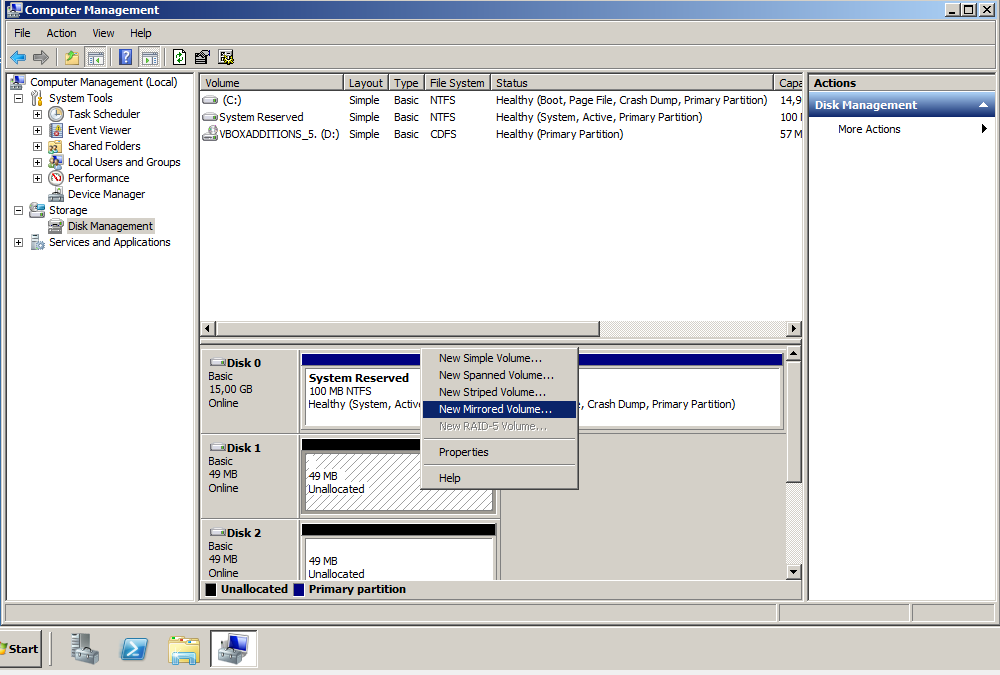 Computer Management
File Action View Help
Computer Management (Local)
System Tools
Task Scheduler
Event Viewer
Shared Folders
Local Users and Groups
Performance
Device Manager
Storage
Disk Management
Services and Applications
Volume Layout Type File System Status
(C:) Simple Basic NTFS Healthy (Boot, Page File, Crash Dump, Primary Partition) 14,9
System Reserved Simple Basic NTFS Healthy (System, Active, Primary Partition) 100
VBOXADDITIONS_5. (D:) Simple Basic CDFS Healthy (Primary Partition) 57 M
Disk 0
Basic
15,00 GB
Online
System Reserved
100 MB NTFS
Healthy (System, Active
, Crash Dump, Primary Partition)
New Simple Volume...
New Spanned Volume...
New Striped Volume...
New Mirrored Volume...
New RAID-5 Volume...
Properties
Help
Disk 1
Basic
49 MB
Online
49 MB
Unallocated
Disk 2
Basic
49 MB
Online
49 MB
Unallocated
Unallocated Primary partition
Actions
Disk Management
More Actions
Start